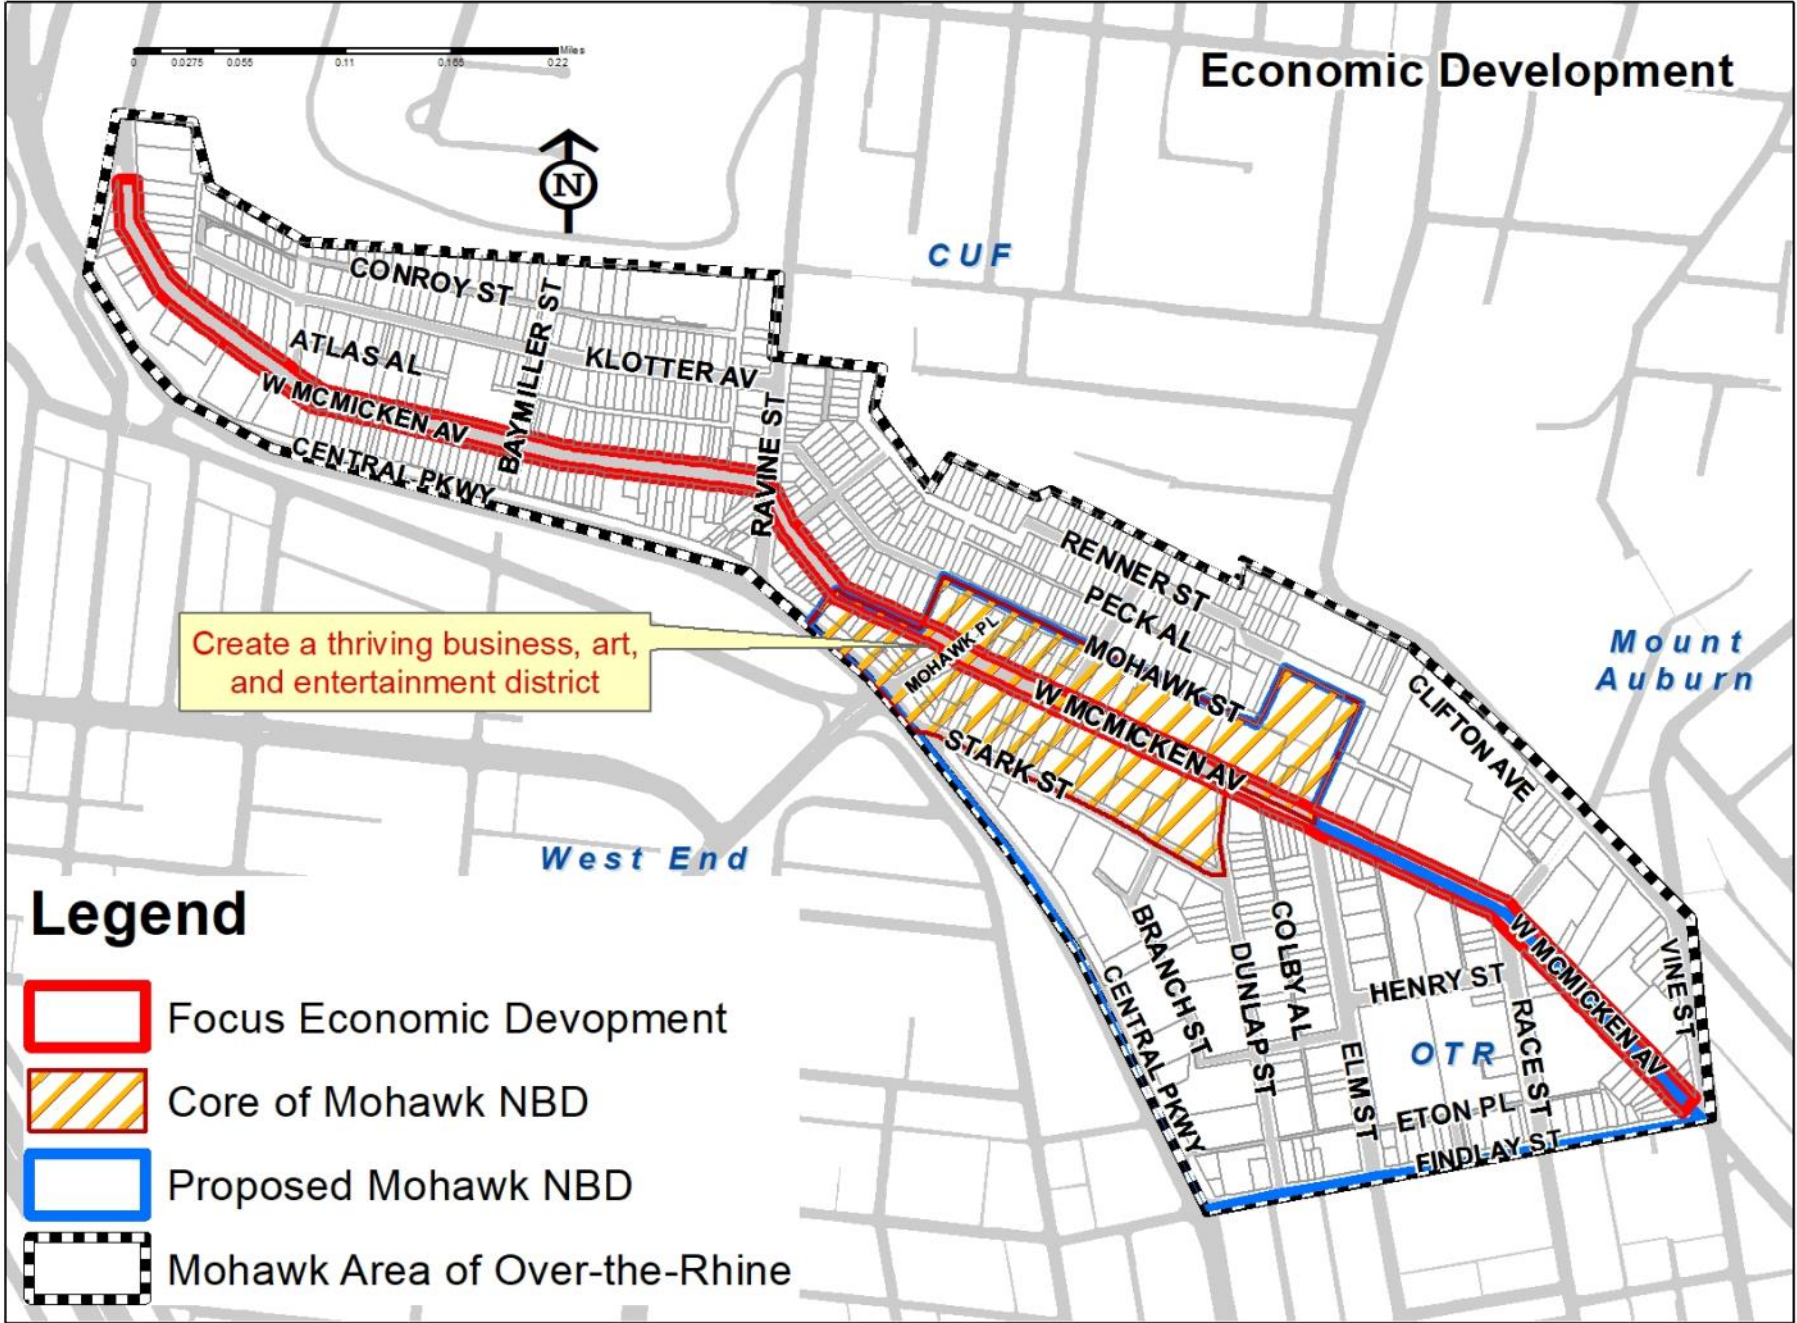 Miles
0 0.0275 0.055 0.11 0.165 0.22
Economic Development
N
CUF
CONROY ST
BAYMILLER ST
ATLAS AL
KLOTTER AV
W MCMICKEN AV
CENTRAL PKWY
RAVINE ST
RENNER ST
PECK AL
Create a thriving business, art,
and entertainment district
MOHAWK PL
MOHAWK ST
Mount
Auburn
W MCMICKEN AV
CLIFTON AVE
STARK ST
West End
BRANCH ST
COLBY AL
DUNLAP ST
W MCMICKEN AV
VINE ST
HENRY ST
CENTRAL PKWY
RACE ST
OTR
ELM ST
ETON PL
FINDLAY ST
Legend
Focus Economic Devopment
Core of Mohawk NBD
Proposed Mohawk NBD
Mohawk Area of Over-the-Rhine